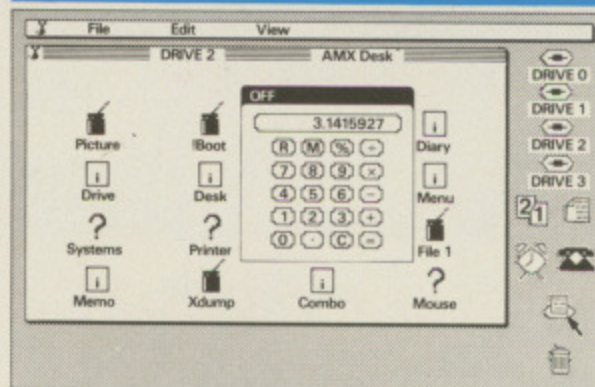 File Edit View
DRIVE 2 AMX Desk
OFF
3.1415927
R M % ÷
7 8 9 ×
4 5 6 −
1 2 3 +
0 · C =
Picture !Boot Diary
Drive Desk Menu
Systems Printer File 1
Memo Xdump Combo Mouse
DRIVE 0
DRIVE 1
DRIVE 2
DRIVE 3
21